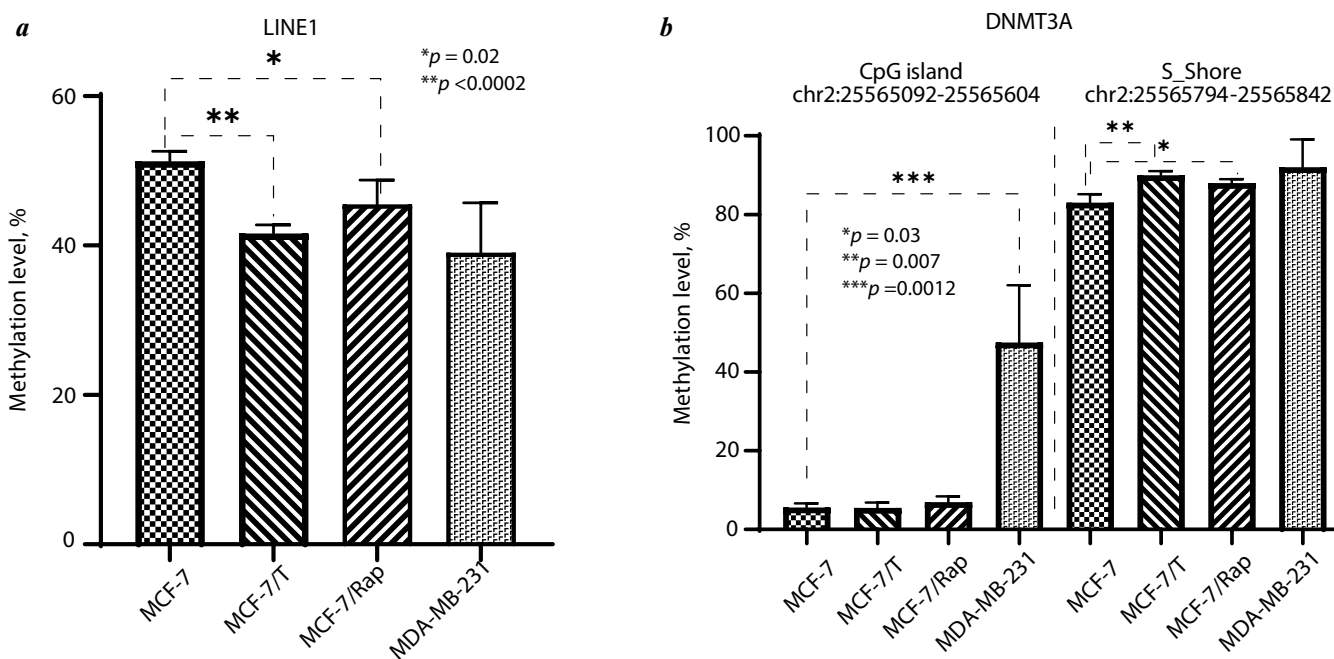 a
LINE1
*p = 0.02
**p <0.0002
*
**
Methylation level, %
60
40
20
0
MCF-7
MCF-7/T
MCF-7/Rap
MDA-MB-231
b
DNMT3A
CpG island
chr2:25565092-25565604
S_Shore
chr2:25565794-25565842
**
*
***
*p = 0.03
**p = 0.007
***p =0.0012
Methylation level, %
100
80
60
40
20
0
MCF-7
MCF-7/T
MCF-7/Rap
MDA-MB-231
MCF-7
MCF-7/T
MCF-7/Rap
MDA-MB-231